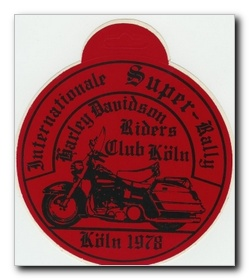 Internationale Super-Rally
Harley Davidson
Riders
Club Köln
Köln 1978